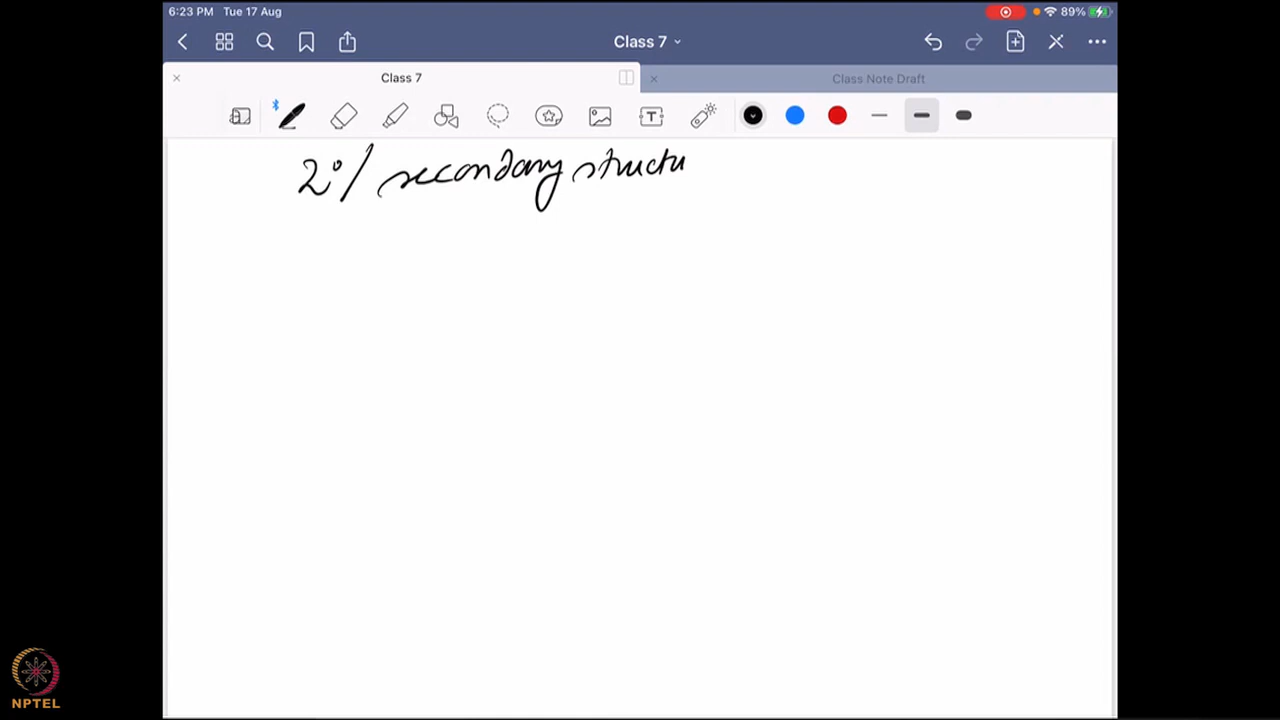 6:23 PM Tue 17 Aug
89%
Class 7
Class 7
Class Note Draft
T
2°/ secondary structu
NPTEL